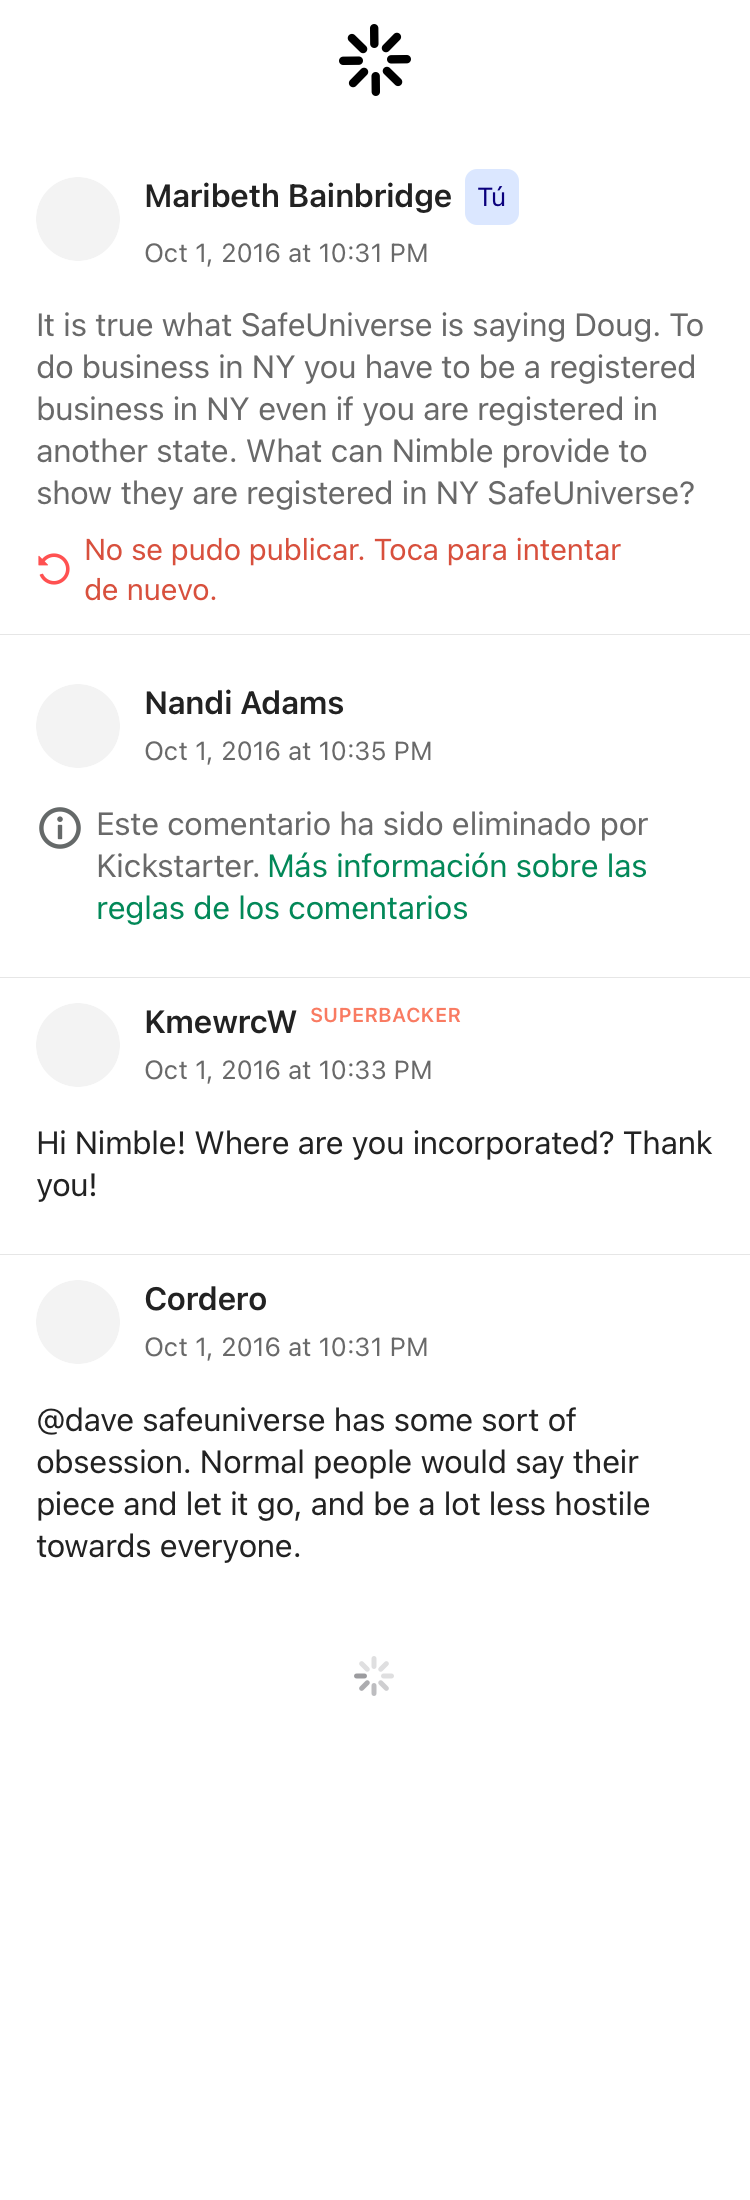 Maribeth Bainbridge Tú
Oct 1, 2016 at 10:31 PM
It is true what SafeUniverse is saying Doug. To
do business in NY you have to be a registered
business in NY even if you are registered in
another state. What can Nimble provide to
show they are registered in NY SafeUniverse?
No se pudo publicar. Toca para intentar
de nuevo.
Nandi Adams
Oct 1, 2016 at 10:35 PM
Este comentario ha sido eliminado por
Kickstarter. Más información sobre las
reglas de los comentarios
KmewrcW SUPERBACKER
Oct 1, 2016 at 10:33 PM
Hi Nimble! Where are you incorporated? Thank
you!
Cordero
Oct 1, 2016 at 10:31 PM
@dave safeuniverse has some sort of
obsession. Normal people would say their
piece and let it go, and be a lot less hostile
towards everyone.